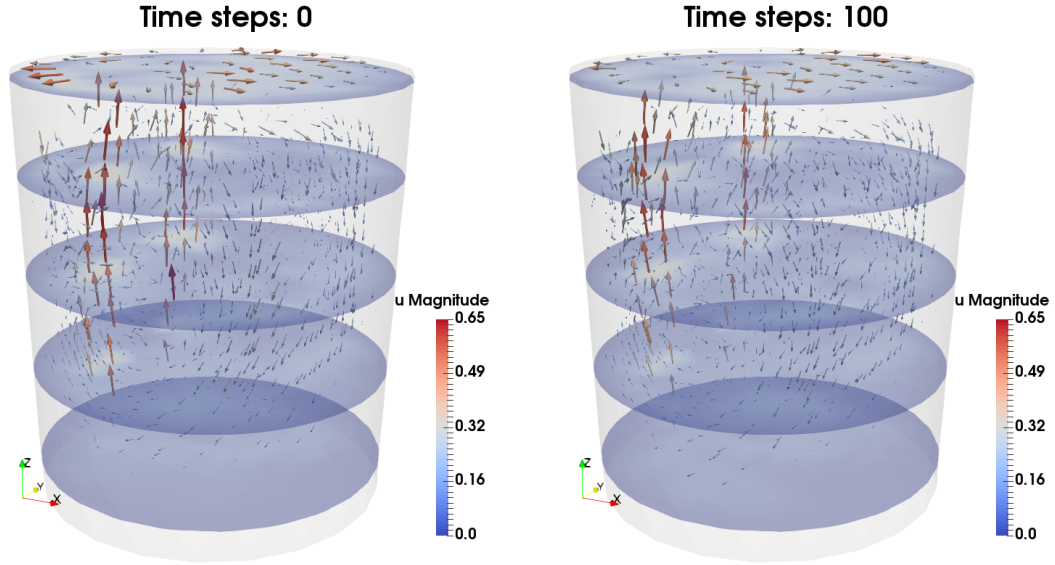 Time steps: 0
u Magnitude
0.65
0.49
0.32
0.16
0.0
Z
Y
X
Time steps: 100
u Magnitude
0.65
0.49
0.32
0.16
0.0
Z
Y
X